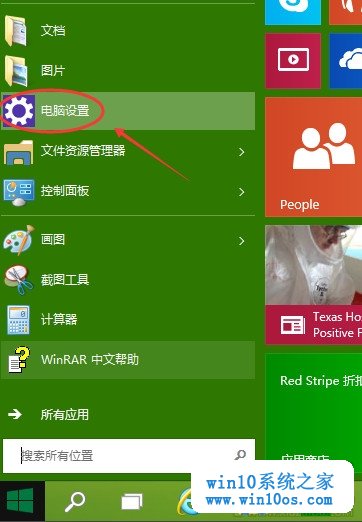 文档
图片
电脑设置
文件资源管理器
控制面板
画图
截图工具
计算器
WinRAR 中文帮助
所有应用
搜索所有位置
People
Texas Ho
Positive F
Red Stripe 折扣
应用商店
win10系统之家
www.win10os.com